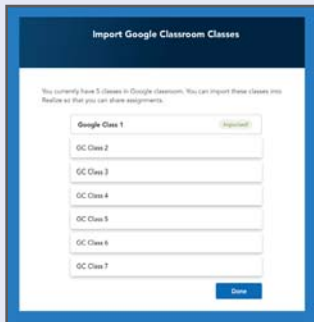 Import Google Classroom Classes
You currently have 5 classes in Google classroom. You can import these classes into
Realize so that you can share assignments.
Google Class 1 Imported!
GC Class 2
GC Class 3
GC Class 4
GC Class 5
GC Class 6
GC Class 7
Done